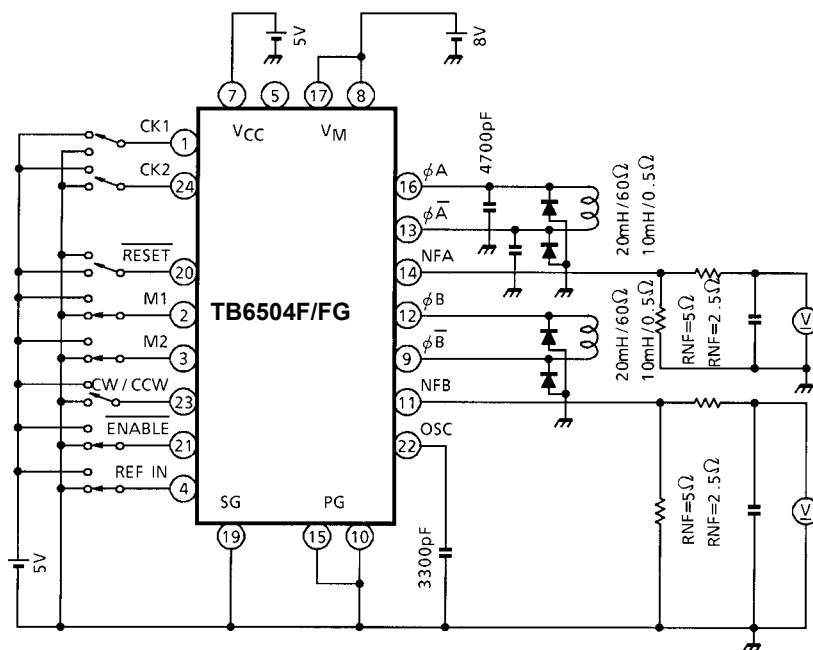 5V
8V
7
5
17
8
VCC
VM
CK1
1
CK2
24
RESET
20
M1
2
M2
3
CW / CCW
23
ENABLE
21
REF IN
4
TB6504F/FG
4700pF
ϕA
16
ϕA̅
13
NFA
14
ϕB
12
ϕB̅
9
NFB
11
OSC
22
20mH/60Ω
10mH/0.5Ω
20mH/60Ω
10mH/0.5Ω
RNF=5Ω
RNF=2.5Ω
V
RNF=5Ω
RNF=2.5Ω
V
SG
PG
19
15
10
3300pF
5V